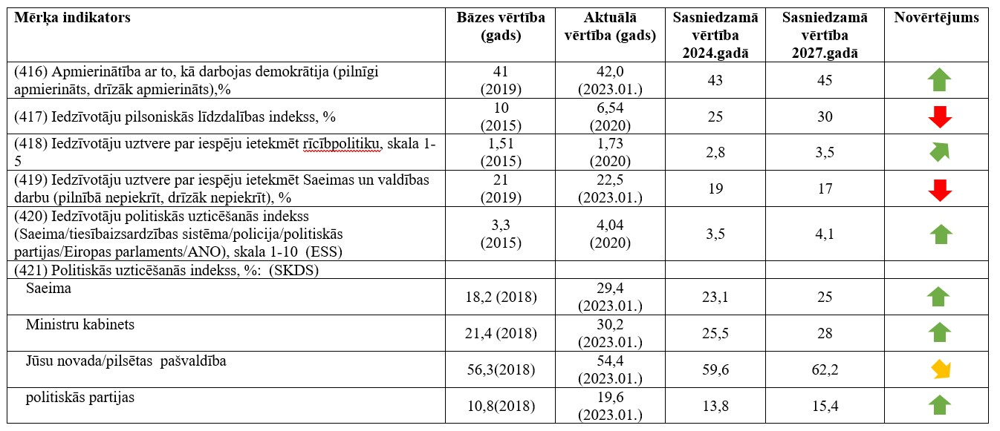 Mērķa indikators
Bāzes vērtība
(gads)
Aktuālā
vērtība (gads)
Sasniedzamā
vērtība
2024.gadā
Sasniedzamā
vērtība
2027.gadā
Novērtējums
(416) Apmierinātība ar to, kā darbojas demokrātija (pilnīgi
apmierināts, drīzāk apmierināts),%
41
(2019)
42,0
(2023.01.)
43
45
(417) Iedzīvotāju pilsoniskās līdzdalības indekss, %
10
(2015)
6,54
(2020)
25
30
(418) Iedzīvotāju uztvere par iespēju ietekmēt rīcībpolitiku, skala 1-
5
1,51
(2015)
1,73
(2020)
2,8
3,5
(419) Iedzīvotāju uztvere par iespēju ietekmēt Saeimas un valdības
darbu (pilnībā nepiekrīt, drīzāk nepiekrīt), %
21
(2019)
22,5
(2023.01.)
19
17
(420) Iedzīvotāju politiskās uzticēšanās indekss
(Saeima/tiesībaizsardzības sistēma/policija/politiskās
partijas/Eiropas parlaments/ANO), skala 1-10 (ESS)
3,3
(2015)
4,04
(2020)
3,5
4,1
(421) Politiskās uzticēšanās indekss, %: (SKDS)
Saeima
18,2 (2018)
29,4
(2023.01.)
23,1
25
Ministru kabinets
21,4 (2018)
30,2
(2023.01.)
25,5
28
Jūsu novada/pilsētas pašvaldība
56,3(2018)
54,4
(2023.01.)
59,6
62,2
politiskās partijas
10,8(2018)
19,6
(2023.01.)
13,8
15,4